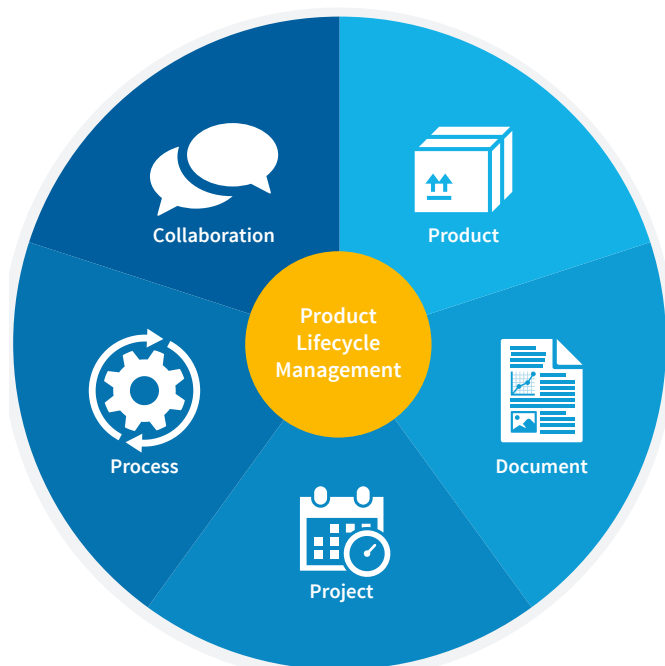 Collaboration
Product
Product
Lifecycle
Management
Process
Document
Project